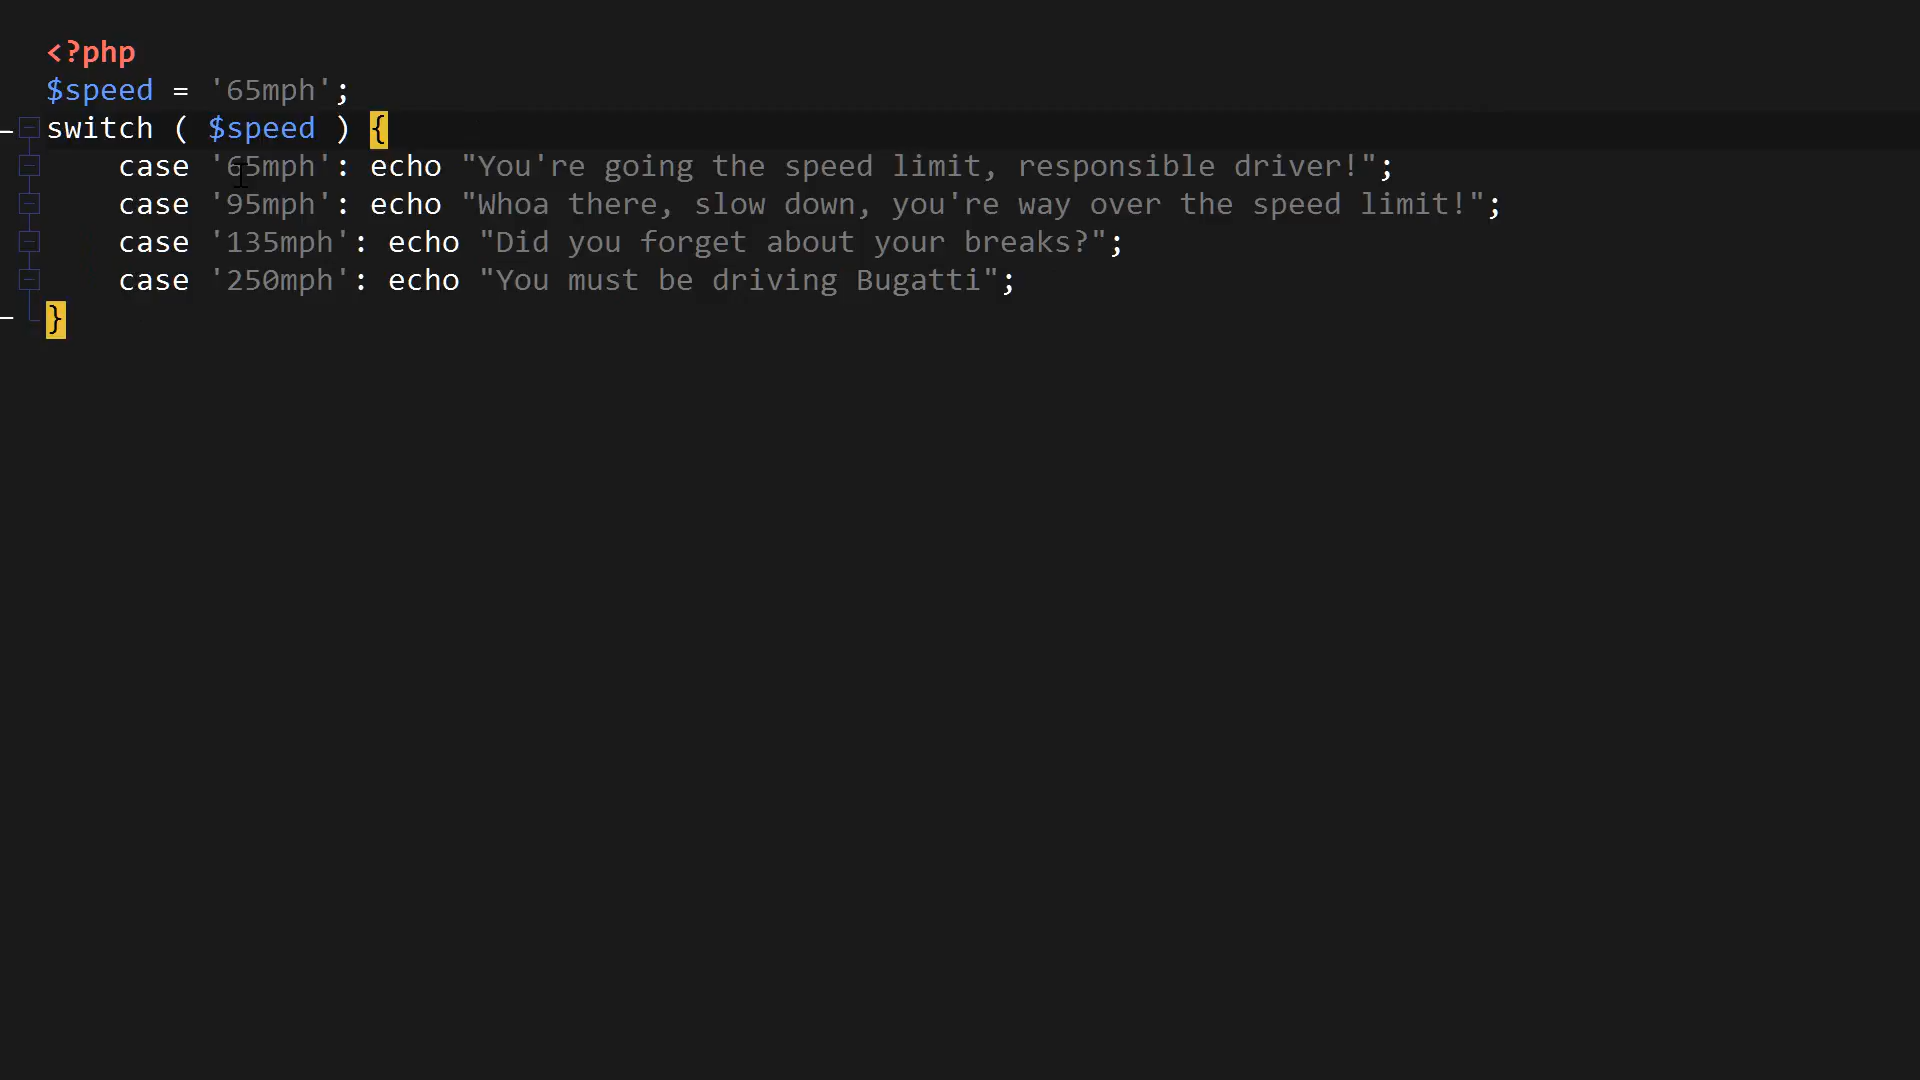 <?php
$speed = '65mph';
switch ( $speed ) {
    case '65mph': echo "You're going the speed limit, responsible driver!";
    case '95mph': echo "Whoa there, slow down, you're way over the speed limit!";
    case '135mph': echo "Did you forget about your breaks?";
    case '250mph': echo "You must be driving Bugatti";
}